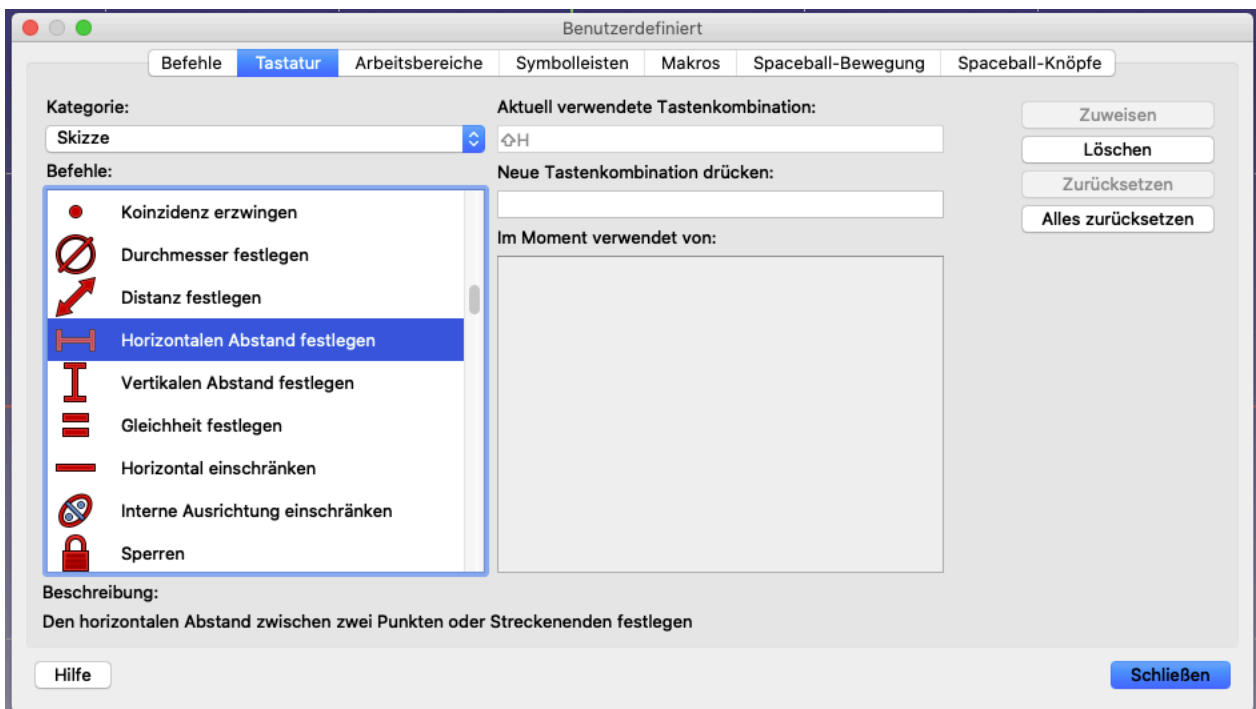 Benutzerdefiniert
Befehle Tastatur Arbeitsbereiche Symbolleisten Makros Spaceball-Bewegung Spaceball-Knöpfe
Kategorie:
Skizze
Befehle:
Koinzidenz erzwingen
Durchmesser festlegen
Distanz festlegen
Horizontalen Abstand festlegen
Vertikalen Abstand festlegen
Gleichheit festlegen
Horizontal einschränken
Interne Ausrichtung einschränken
Sperren
Aktuell verwendete Tastenkombination:
⇧H
Neue Tastenkombination drücken:
Im Moment verwendet von:
Zuweisen
Löschen
Zurücksetzen
Alles zurücksetzen
Beschreibung:
Den horizontalen Abstand zwischen zwei Punkten oder Streckenenden festlegen
Hilfe
Schließen